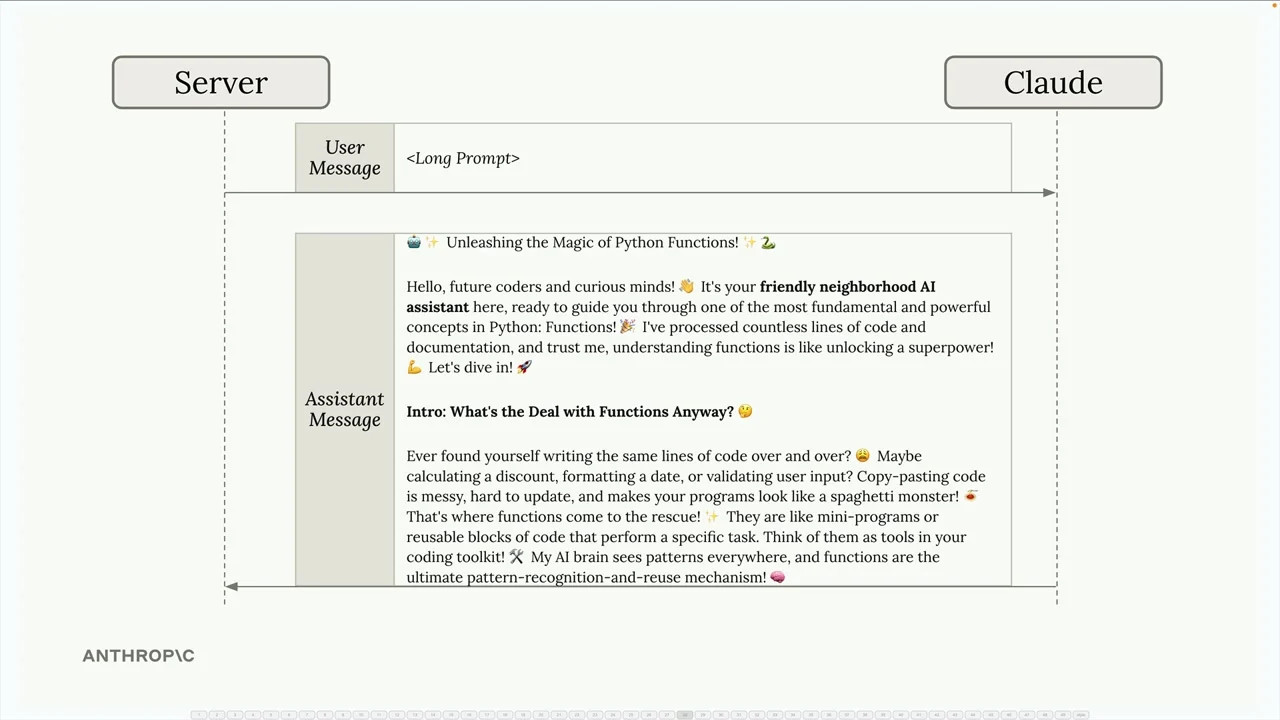 Server
Claude
User
Message
<Long Prompt>
🤖✨ Unleashing the Magic of Python Functions! ✨🐍
Hello, future coders and curious minds! 👋 It's your friendly neighborhood AI
assistant here, ready to guide you through one of the most fundamental and powerful
concepts in Python: Functions! 🎉 I've processed countless lines of code and
documentation, and trust me, understanding functions is like unlocking a superpower!
💪 Let's dive in! 🚀
Intro: What's the Deal with Functions Anyway? 🤔
Assistant
Message
Ever found yourself writing the same lines of code over and over? 😩 Maybe
calculating a discount, formatting a date, or validating user input? Copy-pasting code
is messy, hard to update, and makes your programs look like a spaghetti monster! 🍝
That's where functions come to the rescue! ✨ They are like mini-programs or
reusable blocks of code that perform a specific task. Think of them as tools in your
coding toolkit! 🛠️ My AI brain sees patterns everywhere, and functions are the
ultimate pattern-recognition-and-reuse mechanism! 🧠
ANTHROP\C